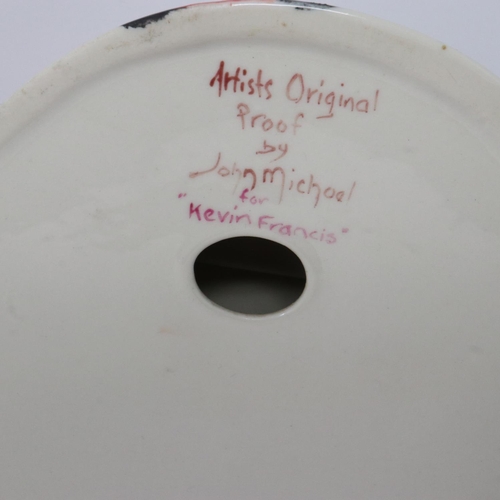 Artists Original
Proof
by
John Michael
for
"Kevin Francis"